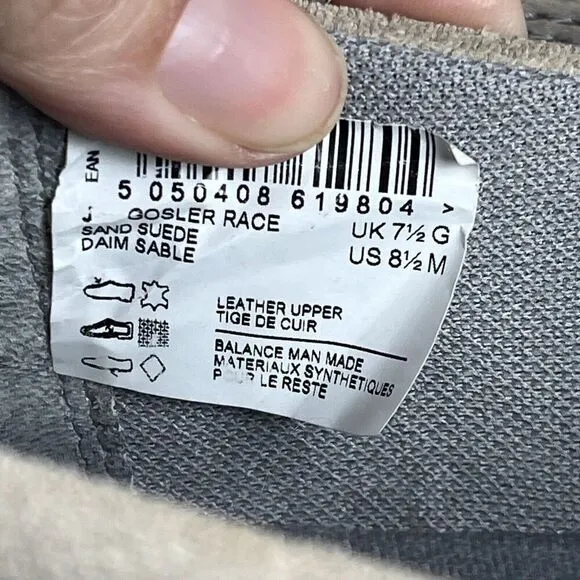 EAN
5 050408 619804 >
GOSLER RACE
SAND SUEDE
DAIM SABLE
UK 7½ G
US 8½ M
LEATHER UPPER
TIGE DE CUIR
BALANCE MAN MADE
MATERIAUX SYNTHETIQUES
POUR LE RESTE